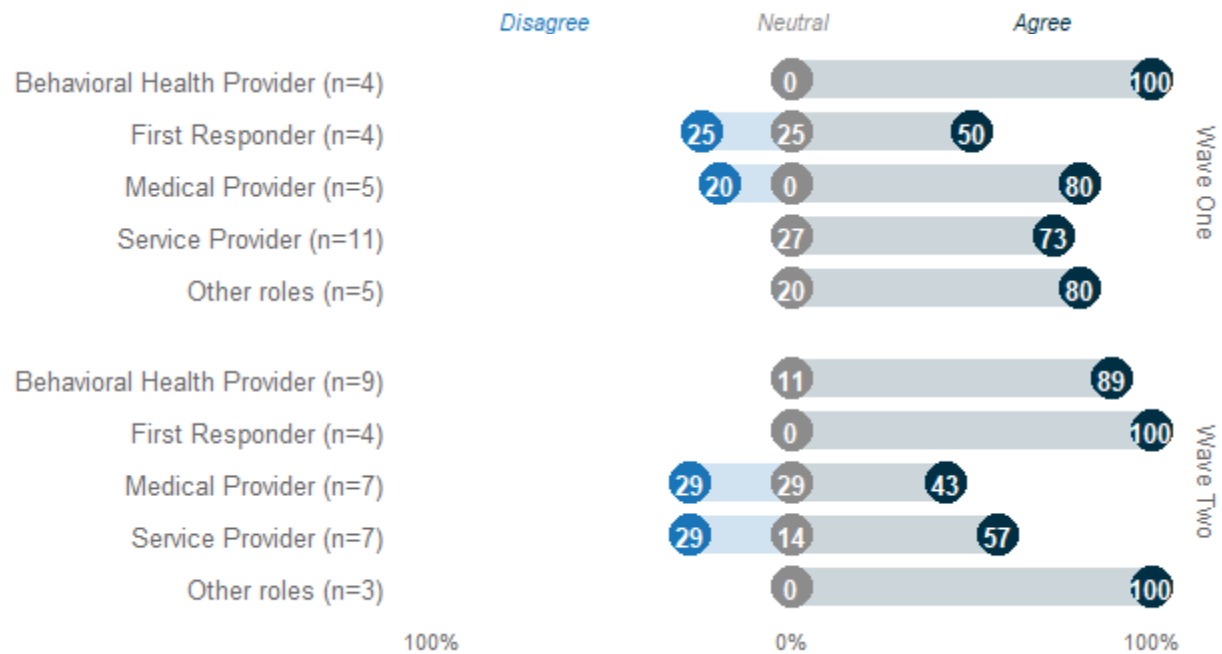 Disagree Neutral Agree
Behavioral Health Provider (n=4) 0 100
First Responder (n=4) 25 25 50
Medical Provider (n=5) 20 0 80
Service Provider (n=11) 27 73
Other roles (n=5) 20 80
Wave One
Behavioral Health Provider (n=9) 11 89
First Responder (n=4) 0 100
Medical Provider (n=7) 29 29 43
Service Provider (n=7) 29 14 57
Other roles (n=3) 0 100
Wave Two
100% 0% 100%